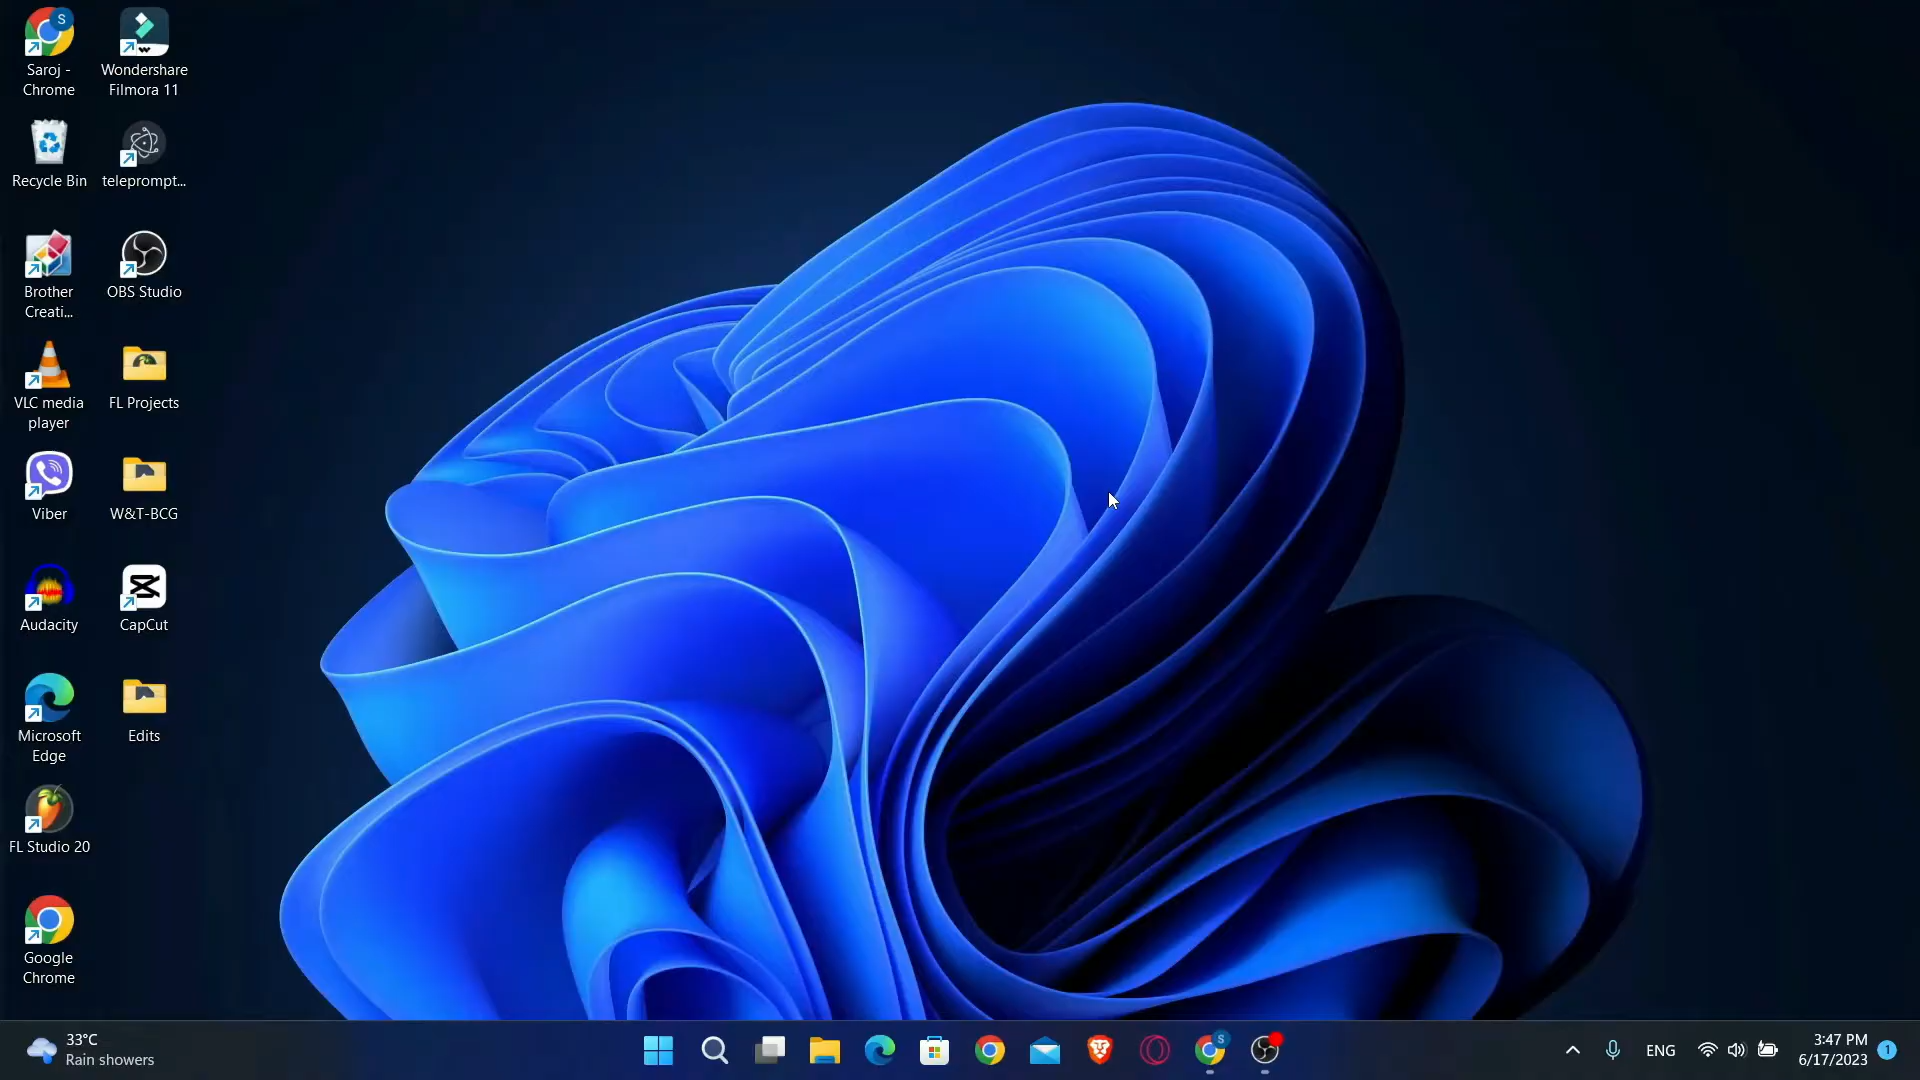 Saroj -
Chrome
Wondershare
Filmora 11
Recycle Bin
teleprompt...
Brother
Creati...
OBS Studio
VLC media
player
FL Projects
Viber
W&T-BCG
Audacity
CapCut
Microsoft
Edge
Edits
FL Studio 20
Google
Chrome
33°C
Rain showers
S
S
ENG
3:47 PM
6/17/2023
1